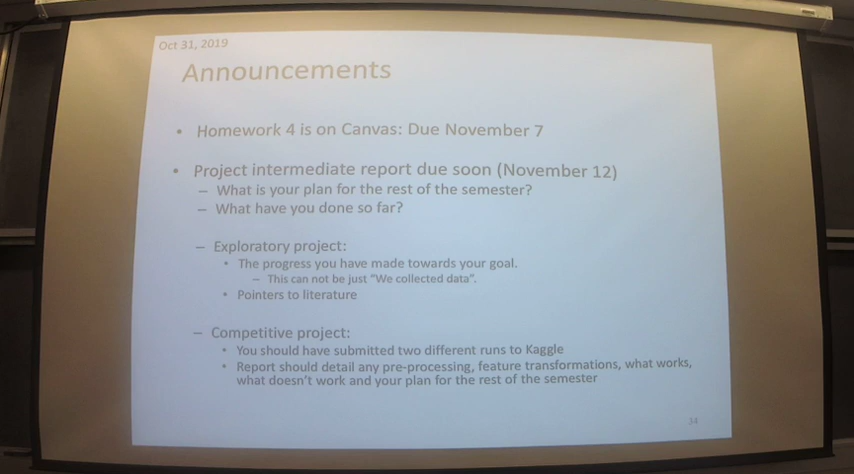 Oct 31, 2019
Announcements
• Homework 4 is on Canvas: Due November 7
• Project intermediate report due soon (November 12)
– What is your plan for the rest of the semester?
– What have you done so far?
– Exploratory project:
• The progress you have made towards your goal.
– This can not be just "We collected data".
• Pointers to literature
– Competitive project:
• You should have submitted two different runs to Kaggle
• Report should detail any pre-processing, feature transformations, what works,
what doesn't work and your plan for the rest of the semester
34